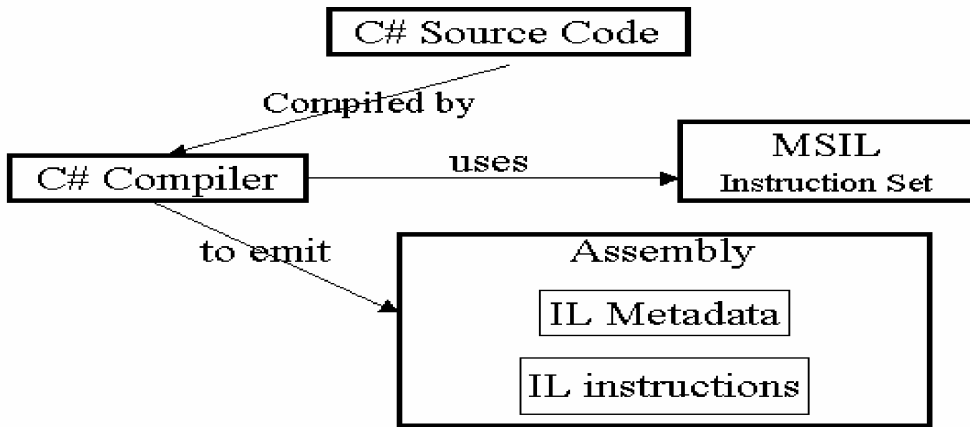 C# Source Code
Compiled by
C# Compiler
uses
MSIL
Instruction Set
to emit
Assembly
IL Metadata
IL instructions